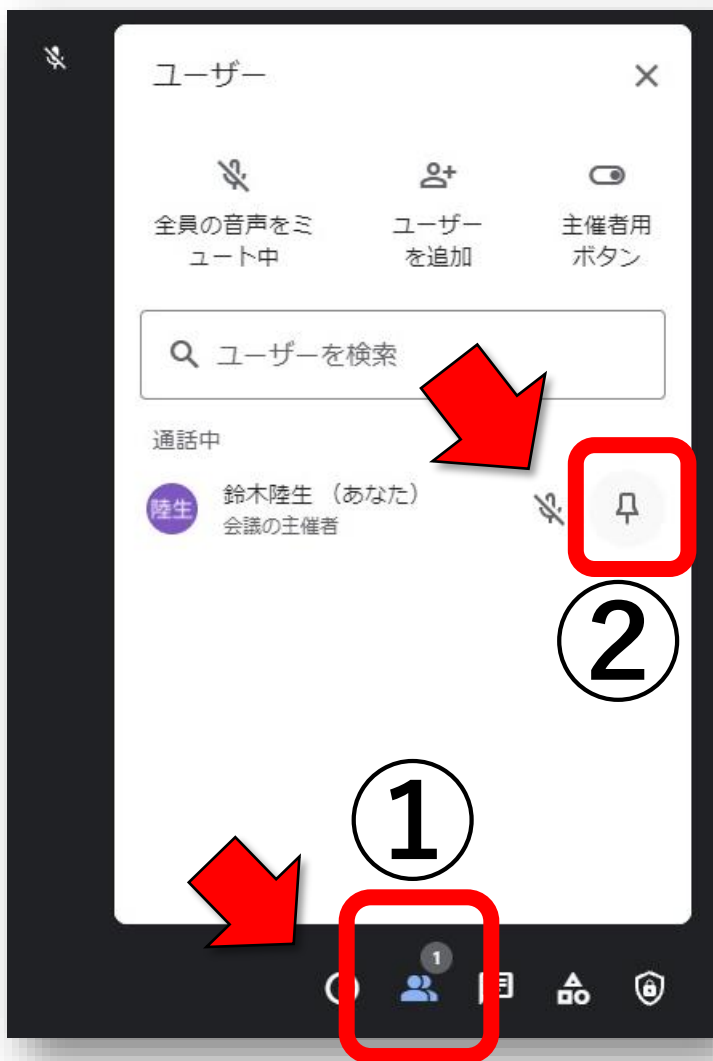 ユーザー
全員の音声をミ
ュート中
ユーザー
を追加
主催者用
ボタン
ユーザーを検索
通話中
陸生
鈴木陸生 （あなた）
会議の主催者
②
①
1